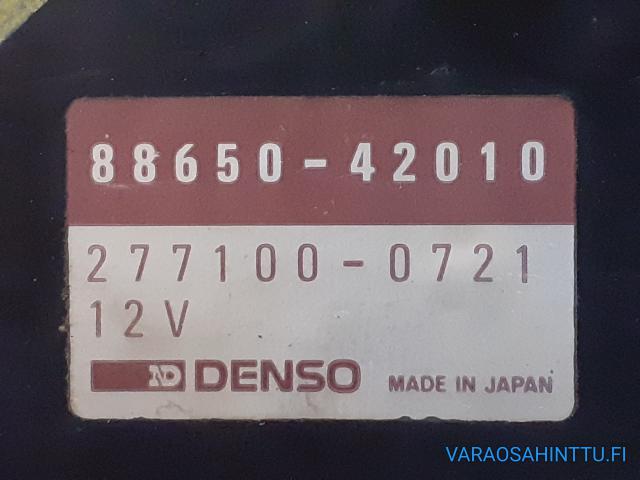 88650-42010
277100-0721
12V
ND DENSO MADE IN JAPAN
VARAOSAHINTTU.FI